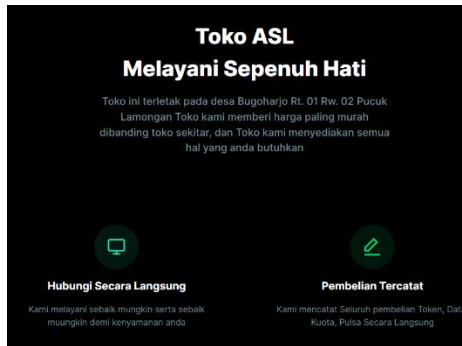 Toko ASL
Melayani Sepenuh Hati
Toko ini terletak pada desa Bugoharjo Rt. 01 Rw. 02 Pucuk
Lamongan Toko kami memberi harga paling murah
dibanding toko sekitar, dan Toko kami menyediakan semua
hal yang anda butuhkan
Hubungi Secara Langsung
Kami melayani sebaik mungkin serta sebaik
muungkin demi kenyamanan anda
Pembelian Tercatat
Kami mencatat Seluruh pembelian Token, Data
Kuota, Pulsa Secara Langsung